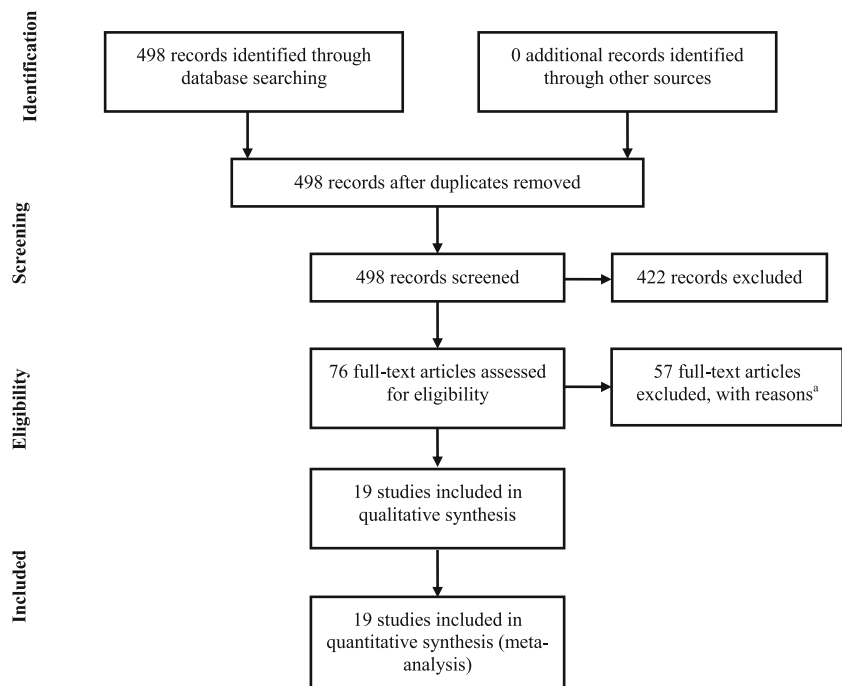 Identification
498 records identified through
database searching
0 additional records identified
through other sources
498 records after duplicates removed
Screening
498 records screened
422 records excluded
Eligibility
76 full-text articles assessed
for eligibility
57 full-text articles
excluded, with reasonsᵃ
19 studies included in
qualitative synthesis
Included
19 studies included in
quantitative synthesis (meta-
analysis)